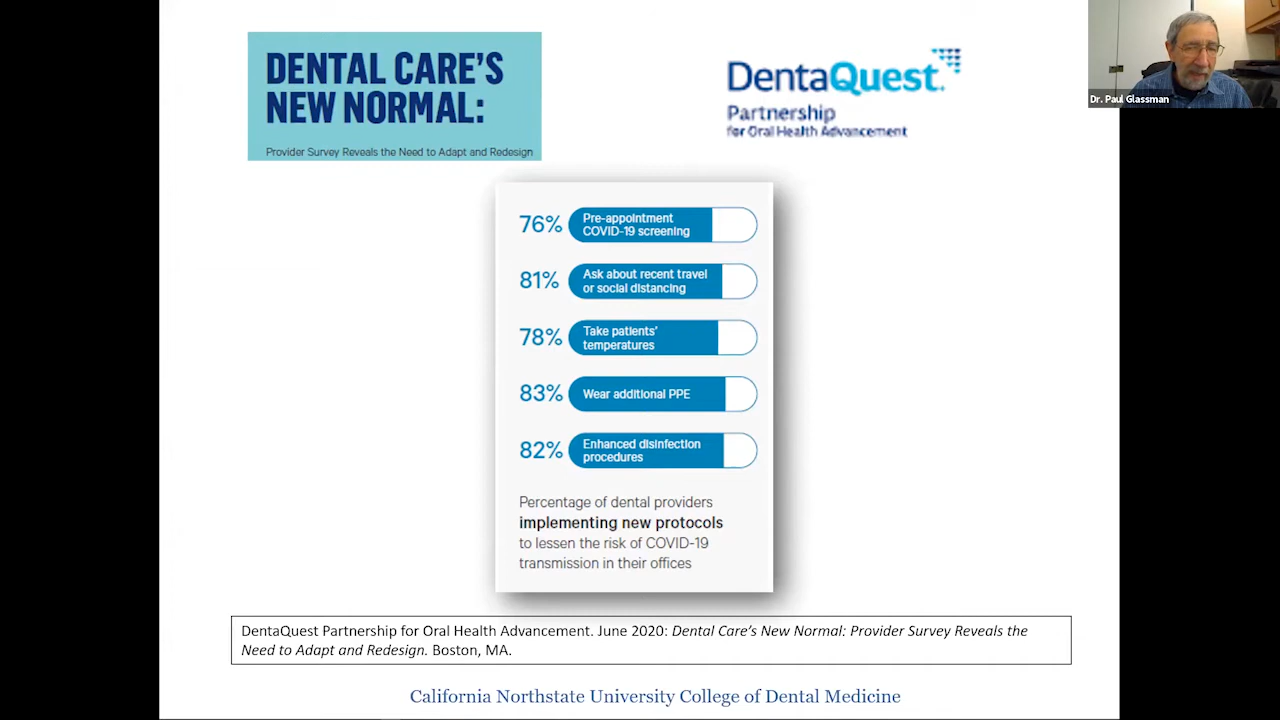 DENTAL CARE'S
NEW NORMAL:
Provider Survey Reveals the Need to Adapt and Redesign
DentaQuest.
Partnership
for Oral Health Advancement
Dr. Paul Glassman
76%
Pre-appointment
COVID-19 screening
81%
Ask about recent travel
or social distancing
78%
Take patients'
temperatures
83%
Wear additional PPE
82%
Enhanced disinfection
procedures
Percentage of dental providers
implementing new protocols
to lessen the risk of COVID-19
transmission in their offices
DentaQuest Partnership for Oral Health Advancement. June 2020: Dental Care's New Normal: Provider Survey Reveals the
Need to Adapt and Redesign. Boston, MA.
California Northstate University College of Dental Medicine